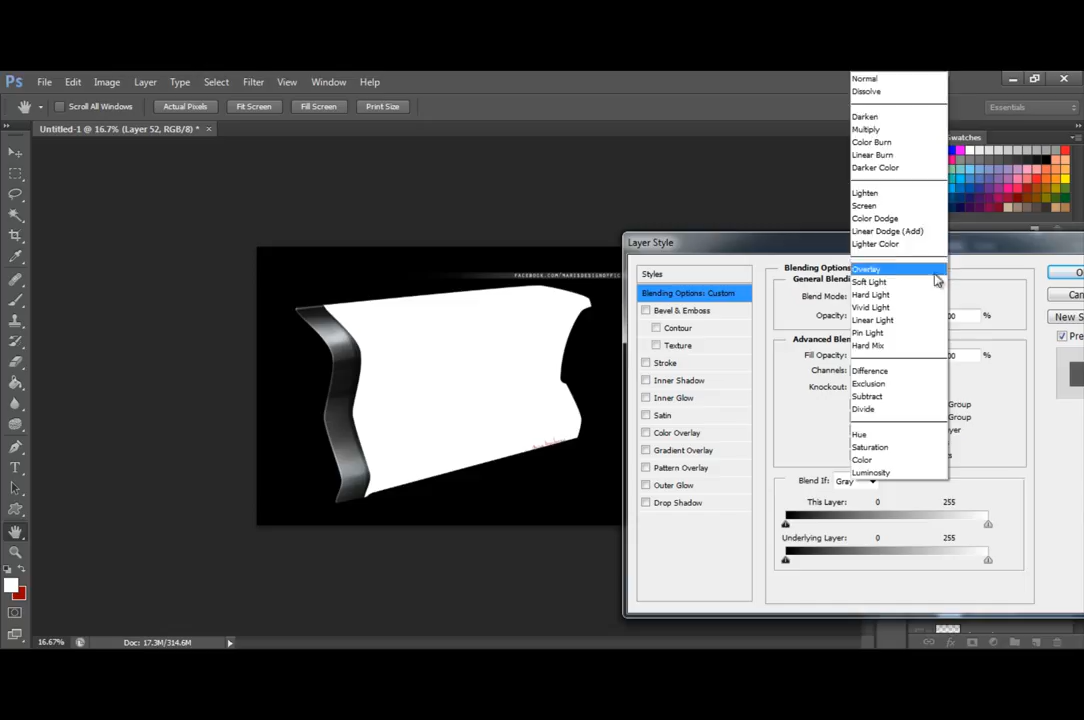 Ps File Edit Image Layer Type Select Filter View Window Help
Scroll All Windows Actual Pixels Fit Screen Fill Screen Print Size Essentials
Untitled-1 @ 16.7% (Layer 52, RGB/8) * ×
Swatches
Normal
Dissolve
Darken
Multiply
Color Burn
Linear Burn
Darker Color
Lighten
Screen
Color Dodge
Linear Dodge (Add)
Lighter Color
Overlay
Soft Light
Hard Light
Vivid Light
Linear Light
Pin Light
Hard Mix
Difference
Exclusion
Subtract
Divide
Hue
Saturation
Color
Luminosity
Layer Style
Styles
Blending Options: Custom
Bevel & Emboss
Contour
Texture
Stroke
Inner Shadow
Inner Glow
Satin
Color Overlay
Gradient Overlay
Pattern Overlay
Outer Glow
Drop Shadow
Blending Options
General Blendi
Blend Mode:
Opacity: 00 %
Advanced Blen
Fill Opacity: 00 %
Channels:
Knockout:
Group
Group
Blend If: Gray
This Layer: 0 255
Underlying Layer: 0 255
O
Can
New S
Pre
16.67% Doc: 17.3M/314.6M